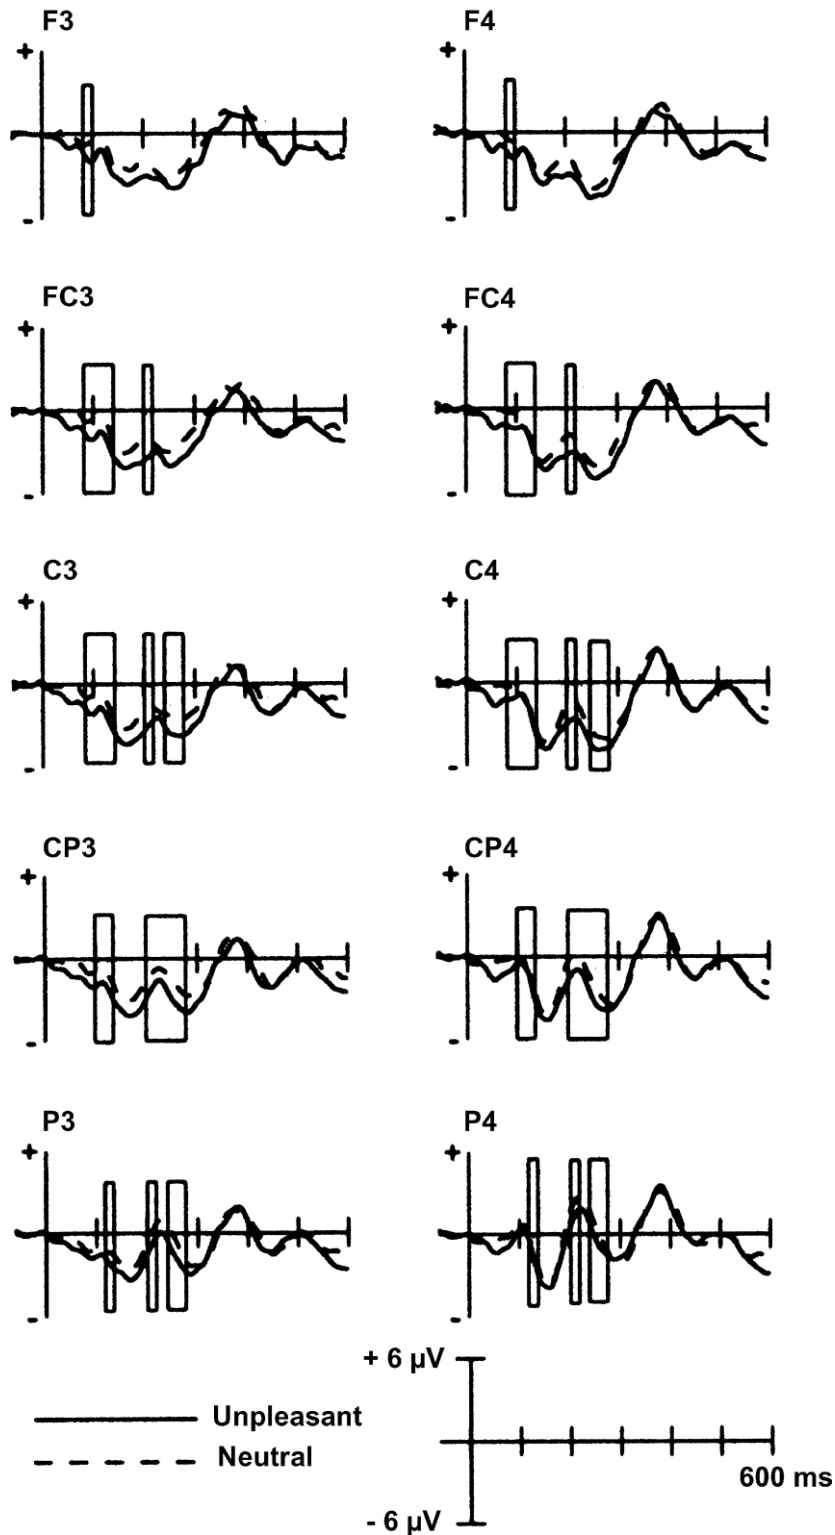 F3
F4
+
+
-
-
FC3
FC4
+
+
-
-
C3
C4
+
+
-
-
CP3
CP4
+
+
-
-
P3
P4
+
+
-
-
+ 6 µV
Unpleasant
Neutral
600 ms
- 6 µV